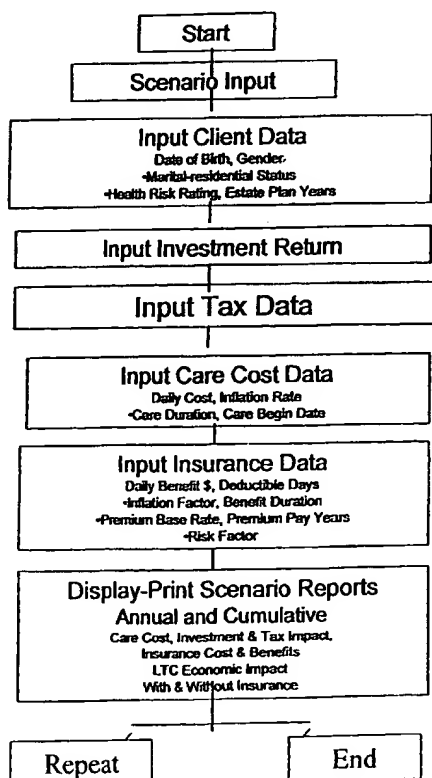 Start
Scenario Input
Input Client Data
Date of Birth, Gender.
•Marital-residential Status
•Health Risk Rating, Estate Plan Years
Input Investment Return
Input Tax Data
Input Care Cost Data
Daily Cost, Inflation Rate
•Care Duration, Care Begin Date
Input Insurance Data
Daily Benefit $, Deductible Days
•Inflation Factor, Benefit Duration
•Premium Base Rate, Premium Pay Years
•Risk Factor
Display-Print Scenario Reports
Annual and Cumulative
Care Cost, Investment & Tax Impact,
Insurance Cost & Benefits
LTC Economic Impact
With & Without Insurance
Repeat
End